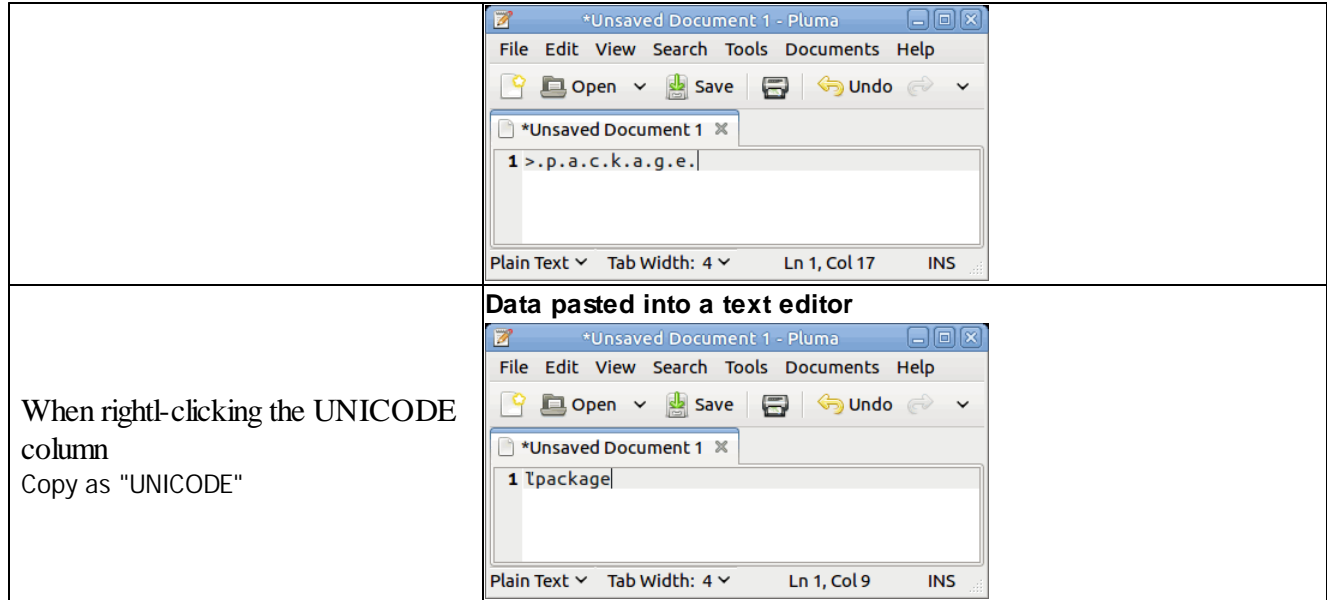 *Unsaved Document 1 - Pluma
File Edit View Search Tools Documents Help
Open Save Undo
*Unsaved Document 1
1 >.p.a.c.k.a.g.e.
Plain Text Tab Width: 4 Ln 1, Col 17 INS
When rightl-clicking the UNICODE
column
Copy as "UNICODE"
Data pasted into a text editor
*Unsaved Document 1 - Pluma
File Edit View Search Tools Documents Help
Open Save Undo
*Unsaved Document 1
1 ľpackage
Plain Text Tab Width: 4 Ln 1, Col 9 INS